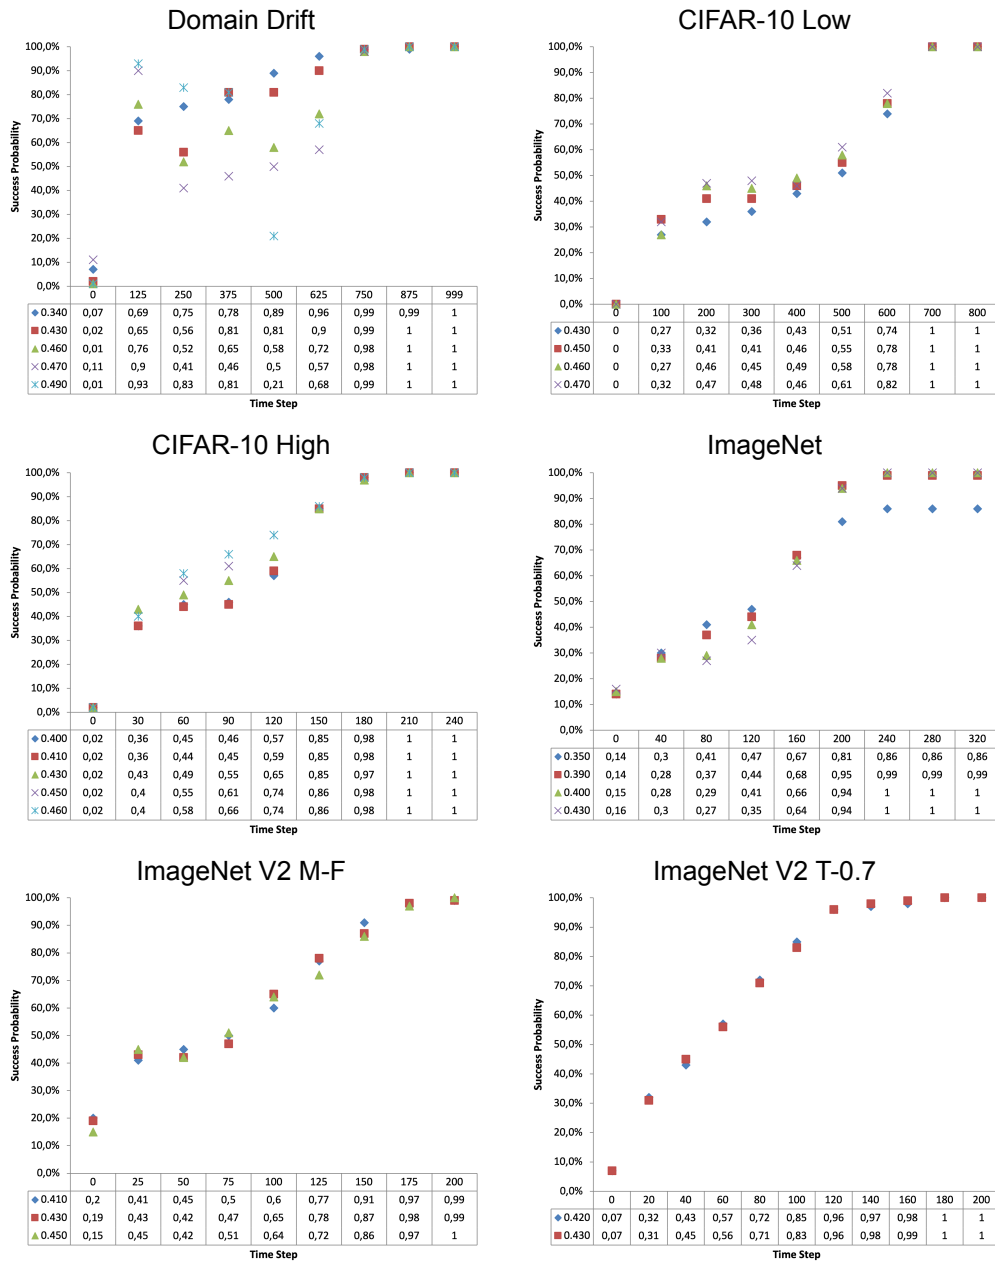 Domain Drift
100,0%
90,0%
80,0%
70,0%
60,0%
50,0%
40,0%
30,0%
20,0%
10,0%
0,0%
Success Probability
0 125 250 375 500 625 750 875 999
0.340 0,07 0,69 0,75 0,78 0,89 0,96 0,99 0,99 1
0.430 0,02 0,65 0,56 0,81 0,81 0,9 0,99 1 1
0.460 0,01 0,76 0,52 0,65 0,58 0,72 0,98 1 1
0.470 0,11 0,9 0,41 0,46 0,5 0,57 0,98 1 1
0.490 0,01 0,93 0,83 0,81 0,21 0,68 0,99 1 1
Time Step
CIFAR-10 Low
100,0%
90,0%
80,0%
70,0%
60,0%
50,0%
40,0%
30,0%
20,0%
10,0%
0,0%
Success Probability
0 100 200 300 400 500 600 700 800
0.430 0 0,27 0,32 0,36 0,43 0,51 0,74 1 1
0.450 0 0,33 0,41 0,41 0,46 0,55 0,78 1 1
0.460 0 0,27 0,46 0,45 0,49 0,58 0,78 1 1
0.470 0 0,32 0,47 0,48 0,46 0,61 0,82 1 1
Time Step
CIFAR-10 High
100,0%
90,0%
80,0%
70,0%
60,0%
50,0%
40,0%
30,0%
20,0%
10,0%
0,0%
Success Probability
0 30 60 90 120 150 180 210 240
0.400 0,02 0,36 0,45 0,46 0,57 0,85 0,98 1 1
0.410 0,02 0,36 0,44 0,45 0,59 0,85 0,98 1 1
0.430 0,02 0,43 0,49 0,55 0,65 0,85 0,97 1 1
0.450 0,02 0,4 0,55 0,61 0,74 0,86 0,98 1 1
0.460 0,02 0,4 0,58 0,66 0,74 0,86 0,98 1 1
Time Step
ImageNet
100,0%
90,0%
80,0%
70,0%
60,0%
50,0%
40,0%
30,0%
20,0%
10,0%
0,0%
Success Probability
0 40 80 120 160 200 240 280 320
0.350 0,14 0,3 0,41 0,47 0,67 0,81 0,86 0,86 0,86
0.390 0,14 0,28 0,37 0,44 0,68 0,95 0,99 0,99 0,99
0.400 0,15 0,28 0,29 0,41 0,66 0,94 1 1 1
0.430 0,16 0,3 0,27 0,35 0,64 0,94 1 1 1
Time Step
ImageNet V2 M-F
100,0%
90,0%
80,0%
70,0%
60,0%
50,0%
40,0%
30,0%
20,0%
10,0%
0,0%
Success Probability
0 25 50 75 100 125 150 175 200
0.410 0,2 0,41 0,45 0,5 0,6 0,77 0,91 0,97 0,99
0.430 0,19 0,43 0,42 0,47 0,65 0,78 0,87 0,98 0,99
0.450 0,15 0,45 0,42 0,51 0,64 0,72 0,86 0,97 1
Time Step
ImageNet V2 T-0.7
100,0%
90,0%
80,0%
70,0%
60,0%
50,0%
40,0%
30,0%
20,0%
10,0%
0,0%
Success Probability
0 20 40 60 80 100 120 140 160 180 200
0.420 0,07 0,32 0,43 0,57 0,72 0,85 0,96 0,97 0,98 1 1
0.430 0,07 0,31 0,45 0,56 0,71 0,83 0,96 0,98 0,99 1 1
Time Step